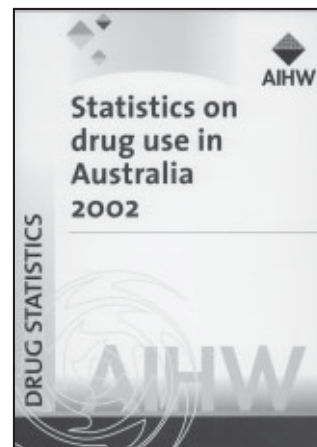 AIHW
Statistics on
drug use in
Australia
2002
DRUG STATISTICS
AIHW